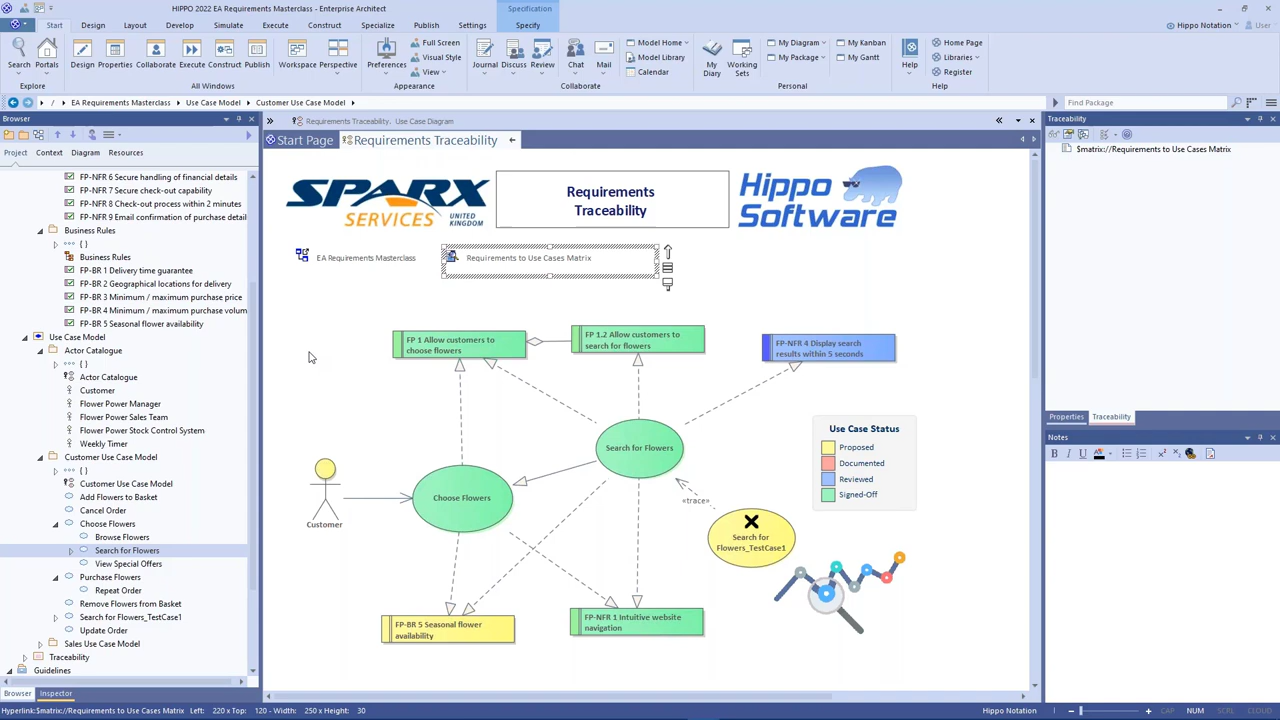 HIPPO 2022 EA Requirements Masterclass - Enterprise Architect
Specification
Start
Design
Layout
Develop
Simulate
Execute
Construct
Specialize
Publish
Settings
Specify
Hippo Notation
User
Search
Portals
Design
Properties
Collaborate
Execute
Construct
Publish
Workspace
Perspective
Preferences
Full Screen
Visual Style
View
Journal
Discuss
Review
Chat
Mail
Model Home
Model Library
Calendar
My Diary
Working Sets
My Diagram
My Package
My Kanban
My Gantt
Help
Home Page
Libraries
Register
Explore
All Windows
Appearance
Collaborate
Personal
Help
/
EA Requirements Masterclass
Use Case Model
Customer Use Case Model
Find Package
Browser
Project
Context
Diagram
Resources
FP-NFR 6 Secure handling of financial details
FP-NFR 7 Secure check-out capability
FP-NFR 8 Check-out process within 2 minutes
FP-NFR 9 Email confirmation of purchase detail
Business Rules
{ }
Business Rules
FP-BR 1 Delivery time guarantee
FP-BR 2 Geographical locations for delivery
FP-BR 3 Minimum / maximum purchase price
FP-BR 4 Minimum / maximum purchase volum
FP-BR 5 Seasonal flower availability
Use Case Model
Actor Catalogue
{ }
Actor Catalogue
Customer
Flower Power Manager
Flower Power Sales Team
Flower Power Stock Control System
Weekly Timer
Customer Use Case Model
{ }
Customer Use Case Model
Add Flowers to Basket
Cancel Order
Choose Flowers
Browse Flowers
Search for Flowers
View Special Offers
Purchase Flowers
Repeat Order
Remove Flowers from Basket
Search for Flowers_TestCase1
Update Order
Sales Use Case Model
Traceability
Guidelines
Browser
Inspector
Requirements Traceability. Use Case Diagram
Start Page
Requirements Traceability
SPARX
SERVICES
UNITED
KINGDOM
Requirements
Traceability
Hippo
Software
EA Requirements Masterclass
Requirements to Use Cases Matrix
FP 1 Allow customers to
choose flowers
FP 1.2 Allow customers to
search for flowers
FP-NFR 4 Display search
results within 5 seconds
Search for Flowers
Use Case Status
Proposed
Documented
Reviewed
Signed-Off
Customer
Choose Flowers
«trace»
Search for
Flowers_TestCase1
FP-BR 5 Seasonal flower
availability
FP-NFR 1 Intuitive website
navigation
Traceability
$matrix://Requirements to Use Cases Matrix
Properties
Traceability
Notes
B
I
U
A
Hyperlink:$matrix://Requirements to Use Cases Matrix
Left: 220 x Top: 120 - Width: 250 x Height: 30
Hippo Notation
CAP
NUM
SCRL
CLOUD